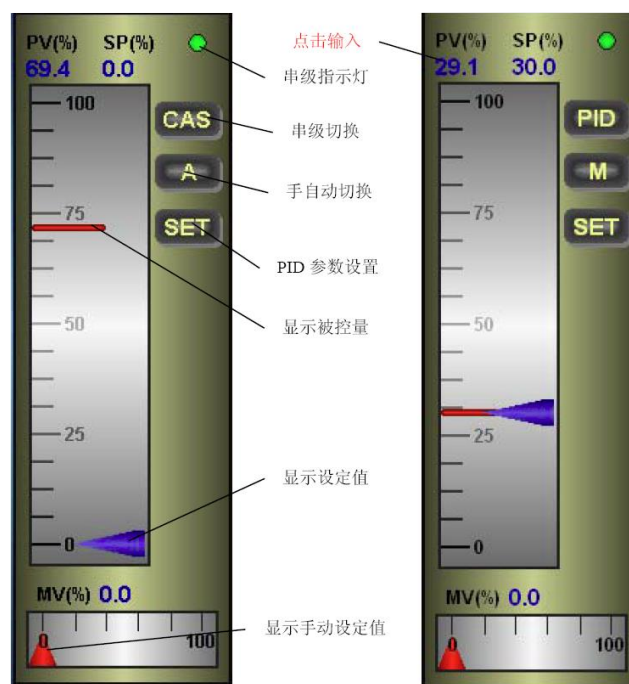 PV(%) SP(%)
69.4 0.0
100
75
50
25
0
CAS
A
SET
MV(%) 0.0
0 100
点击输入
串级指示灯
串级切换
手自动切换
PID 参数设置
显示被控量
显示设定值
显示手动设定值
PV(%) SP(%)
29.1 30.0
100
75
50
25
0
PID
M
SET
MV(%) 0.0
0 100